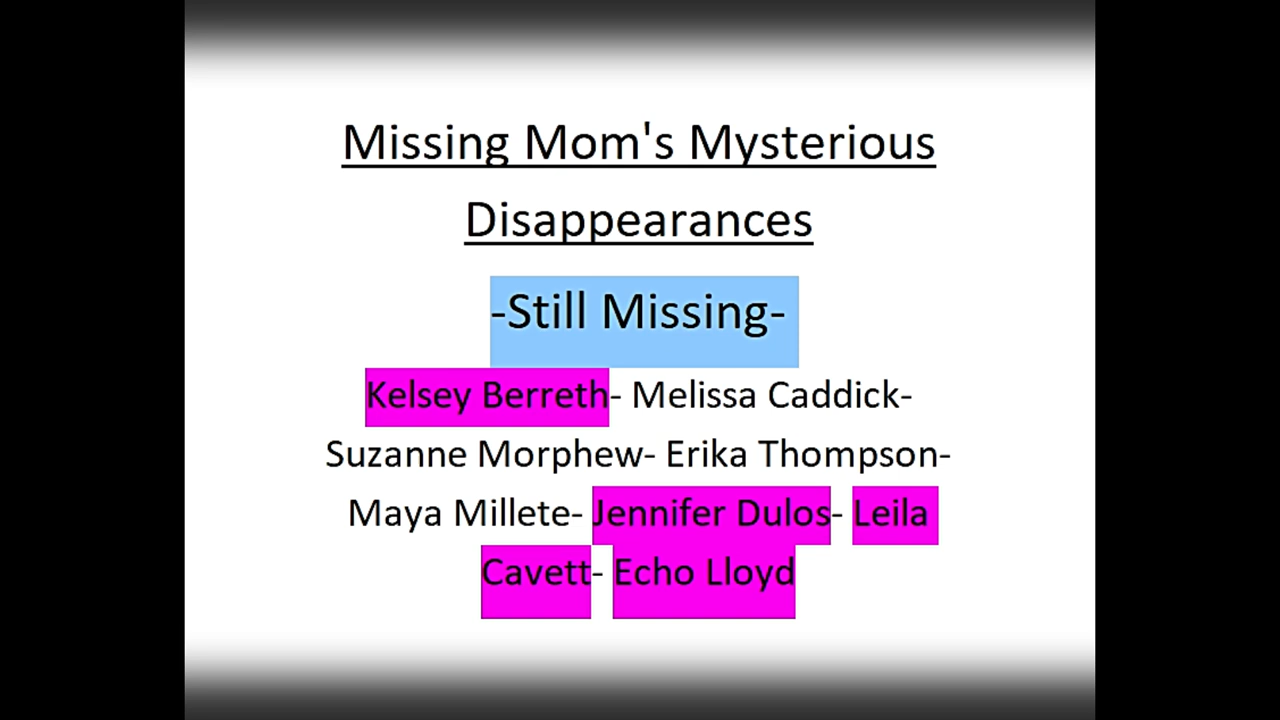 Missing Mom's Mysterious
Disappearances
-Still Missing-
Kelsey Berreth- Melissa Caddick-
Suzanne Morphew- Erika Thompson-
Maya Millete- Jennifer Dulos- Leila
Cavett- Echo Lloyd